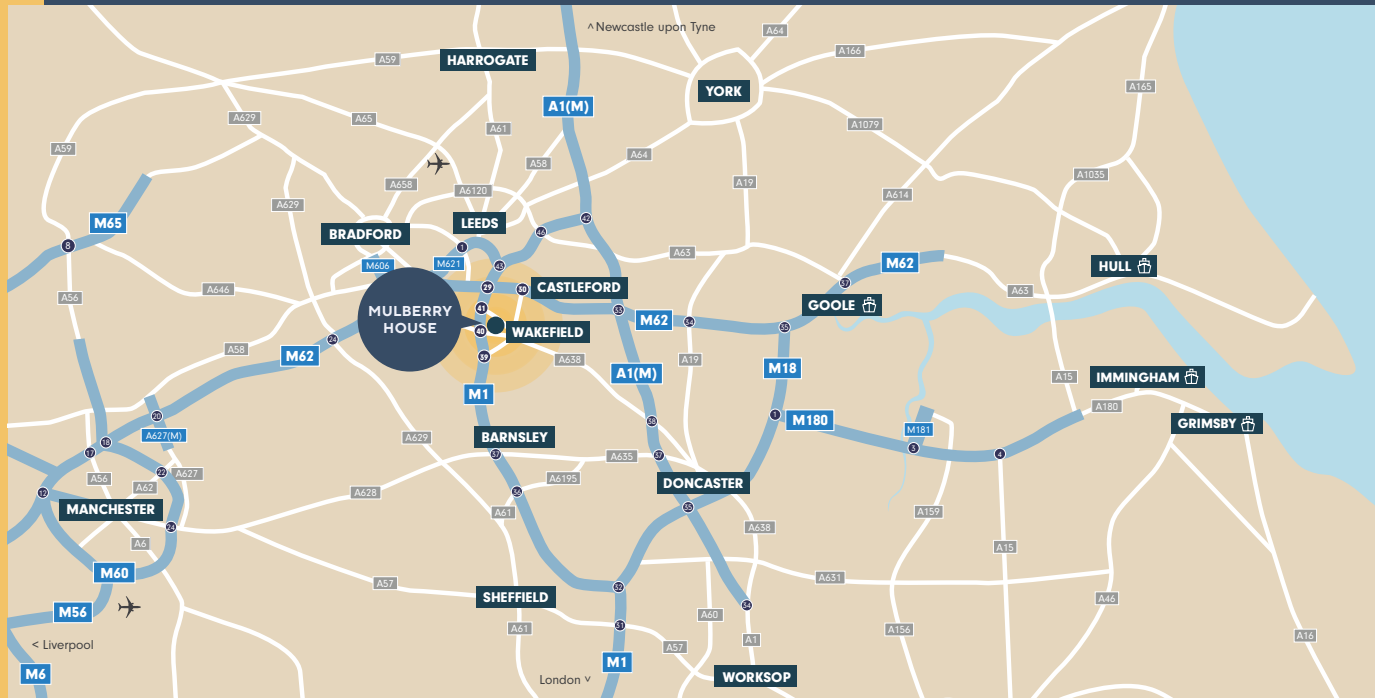 ^ Newcastle upon Tyne
A64
A59
HARROGATE
A166
YORK
A165
A1(M)
A629
A65
A61
A1079
A59
A58
A64
A658
A6120
A19
A1035
A614
A629
M65
LEEDS
BRADFORD
8
42
46
1
A63
M606
M621
43
M62
HULL
37
A646
29
30
CASTLEFORD
A63
A56
GOOLE
MULBERRY
HOUSE
41
33
M62
34
35
40
WAKEFIELD
24
A58
M62
39
A638
A19
M18
A1(M)
A15
IMMINGHAM
M1
A180
20
38
1
M180
GRIMSBY
A627(M)
M181
18
17
A629
BARNSLEY
37
A635
37
3
4
22
A627
A56
A62
A6195
DONCASTER
12
A628
36
MANCHESTER
A61
35
A159
24
A638
A6
A15
M60
A57
32
A631
SHEFFIELD
34
A46
M56
31
A60
A61
A156
A16
< Liverpool
A57
A1
M6
London v
M1
WORKSOP